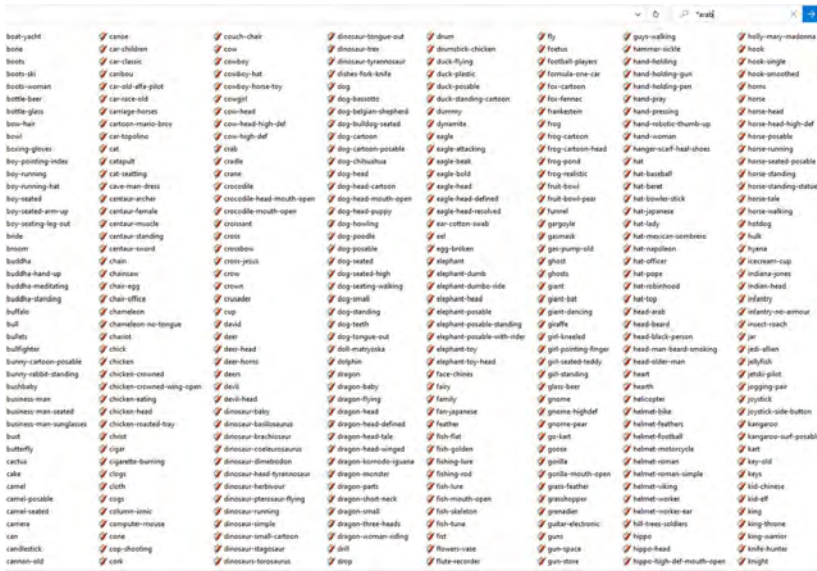 *arab
boat-yacht
bone
boots
boots-ski
boots-woman
bottle-beer
bottle-glass
bow-hair
bowl
boxing-gloves
boy-pointing-index
boy-running
boy-running-hat
boy-seated
boy-seated-arm-up
boy-seating-leg-out
bride
broom
buddha
buddha-hand-up
buddha-meditating
buddha-standing
buffalo
bull
bullets
bullfighter
bunny-cartoon-posable
bunny-rabbit-standing
bushbaby
business-man
business-man-seated
business-man-sunglasses
bust
butterfly
cactus
cake
camel
camel-posable
camel-seated
camera
can
candlestick
cannon-old
canoe
car-children
car-classic
caribou
car-old-alfa-pilot
car-race-old
carriage-horses
cartoon-mario-bros
car-topolino
cat
catapult
cat-seatting
cave-man-dress
centaur-archer
centaur-female
centaur-muscle
centaur-standing
centaur-sword
chain
chainsaw
chair-egg
chair-office
chameleon
chameleon-no-tongue
chariot
chick
chicken
chicken-crowned
chicken-crowned-wing-open
chicken-eating
chicken-head
chicken-roasted-tray
christ
cigar
cigarette-burning
clogs
cloth
cogs
column-ionic
computer-mouse
cone
cop-shooting
cork
couch-chair
cow
cowboy
cowboy-hat
cowboy-horse-toy
cowgirl
cow-head
cow-head-high-def
cow-high-def
crab
cradle
crane
crocodile
crocodile-head-mouth-open
crocodile-mouth-open
croissant
cross
crossbow
cross-jesus
crow
crown
crusader
cup
david
deer
deer-head
deer-horns
deers
devil
devil-head
dinosaur-baby
dinosaur-basilosaurus
dinosaur-brachiosaur
dinosaur-coeleurosaurus
dinosaur-dimetrodon
dinosaur-head-tyrannosaur
dinosaur-herbivour
dinosaur-pterosaur-flying
dinosaur-running
dinosaur-simple
dinosaur-small-cartoon
dinosaur-stagosaur
dinosaurs-torosaurus
dinosaur-tongue-out
dinosaur-trex
dinosaur-tyrannosaur
dishes-fork-knife
dog
dog-bassotto
dog-belgian-shepherd
dog-bulldog-seated
dog-cartoon
dog-cartoon-posable
dog-chihuahua
dog-head
dog-head-cartoon
dog-head-mouth-open
dog-head-puppy
dog-howling
dog-poodle
dog-posable
dog-seated
dog-seated-high
dog-seating-walking
dog-small
dog-standing
dog-teeth
dog-tongue-out
doll-matryoska
dolphin
dragon
dragon-baby
dragon-flying
dragon-head
dragon-head-defined
dragon-head-tale
dragon-head-winged
dragon-komodo-iguana
dragon-monster
dragon-parts
dragon-short-neck
dragon-small
dragon-three-heads
dragon-woman-riding
drill
drop
drum
drumstick-chicken
duck-flying
duck-plastic
duck-posable
duck-standing-cartoon
dummy
dynamite
eagle
eagle-attacking
eagle-beak
eagle-bold
eagle-head
eagle-head-defined
eagle-head-resolved
ear-cotton-swab
eel
egg-broken
elephant
elephant-dumb
elephant-dumbo-ride
elephant-head
elephant-posable
elephant-posable-standing
elephant-posable-with-rider
elephant-toy
elephant-toy-head
face-chines
fairy
family
fan-japanese
feather
fish-flat
fish-golden
fishing-lure
fishing-rod
fish-lure
fish-mouth-open
fish-skeleton
fish-tuna
fist
flowers-vase
flute-recorder
fly
foetus
football-players
formula-one-car
fox-cartoon
fox-fennec
frankestein
frog
frog-cartoon
frog-cartoon-head
frog-pond
frog-realistic
fruit-bowl
fruit-bowl-pear
funnel
gargoyle
gasmask
gas-pump-old
ghost
ghosts
giant
giant-bat
giant-dancing
giraffe
girl-kneeled
girl-pointing-finger
girl-seated-teddy
girl-standing
glass-beer
gnome
gnome-highdef
gnome-pear
go-kart
goose
gorilla
gorilla-mouth-open
grass-feather
grasshopper
grenadier
guitar-electronic
guns
gun-space
gun-store
guys-walking
hammer-sickle
hand-holding
hand-holding-gun
hand-holding-pen
hand-pray
hand-pressing
hand-robotic-thumb-up
hand-woman
hanger-scarf-heaf-shoes
hat
hat-baseball
hat-beret
hat-bowler-stick
hat-japanese
hat-lady
hat-mexican-sombrero
hat-napoleon
hat-officer
hat-pope
hat-robinhood
hat-top
head-arab
head-beard
head-black-person
head-man-beard-smoking
head-older-man
heart
hearth
helicopter
helmet-bike
helmet-feathers
helmet-football
helmet-motorcycle
helmet-roman
helmet-roman-simple
helmet-viking
helmet-worker
helmet-worker-ear
hill-trees-soldiers
hippo
hippo-head
hippo-high-def-mouth-open
holly-mary-madonna
hook
hook-single
hook-smoothed
horns
horse
horse-head
horse-head-high-def
horse-posable
horse-running
horse-seated-posable
horse-standing
horse-standing-statue
horse-tale
horse-walking
hotdog
hulk
hyena
icecream-cup
indiana-jones
indian-head
infantry
infantry-no-armour
insect-roach
jar
jedi-allien
jellyfish
jetski-pilot
jogging-pair
joystick
joystick-side-button
kangaroo
kangaroo-surf-posable
kart
key-old
keys
kid-chinese
kid-elf
king
king-throne
king-warrior
knife-hunter
knight